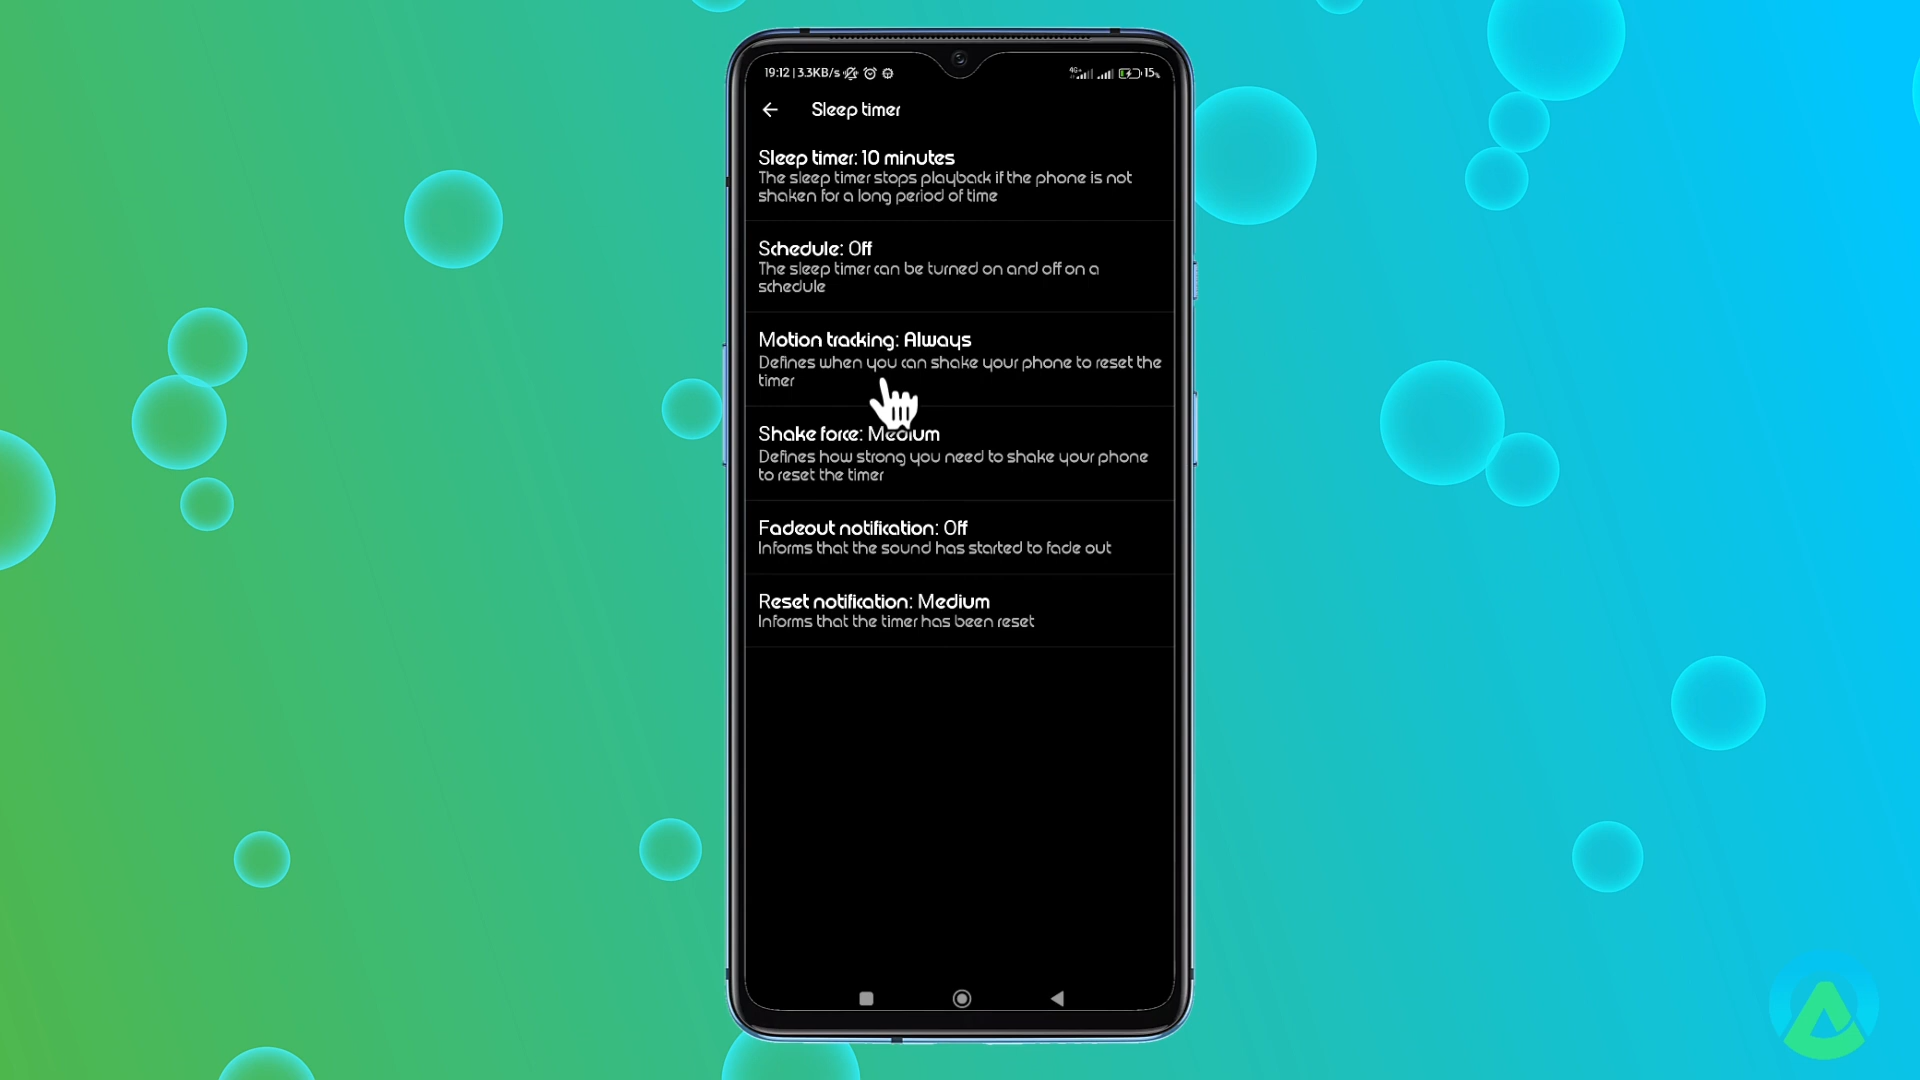 19:12 | 3.3KB/s 4G+ 15%
Sleep timer
Sleep timer: 10 minutes
The sleep timer stops playback if the phone is not
shaken for a long period of time
Schedule: Off
The sleep timer can be turned on and off on a
schedule
Motion tracking: Always
Defines when you can shake your phone to reset the
timer
Shake force: Medium
Defines how strong you need to shake your phone
to reset the timer
Fadeout notification: Off
Informs that the sound has started to fade out
Reset notification: Medium
Informs that the timer has been reset